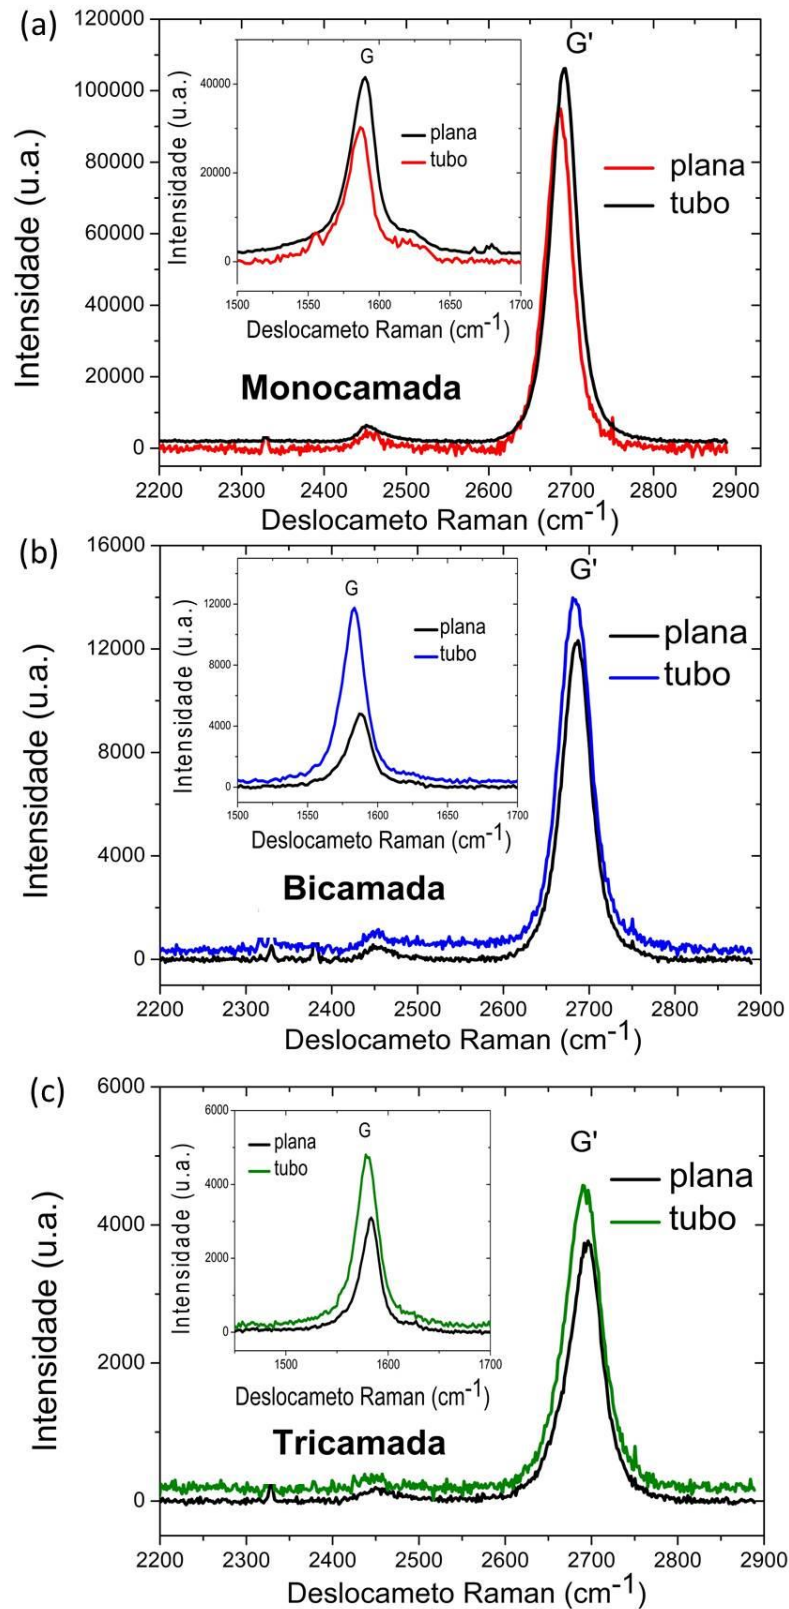 (a)
G'
120000
100000
80000
60000
40000
20000
0
Intensidade (u.a.)
plana
tubo
G
40000
20000
0
Intensidade (u.a.)
plana
tubo
1500 1550 1600 1650 1700
Deslocameto Raman (cm-1)
Monocamada
2200 2300 2400 2500 2600 2700 2800 2900
Deslocameto Raman (cm-1)
(b)
G'
16000
12000
8000
4000
0
Intensidade (u.a.)
plana
tubo
G
12000
8000
4000
0
Intensidade (u.a.)
plana
tubo
1500 1550 1600 1650 1700
Deslocameto Raman (cm-1)
Bicamada
2200 2300 2400 2500 2600 2700 2800 2900
Deslocameto Raman (cm-1)
(c)
G'
6000
4000
2000
0
Intensidade (u.a.)
plana
tubo
G
6000
4000
2000
0
Intensidade (u.a.)
plana
tubo
1500 1600 1700
Deslocameto Raman (cm-1)
Tricamada
2200 2300 2400 2500 2600 2700 2800 2900
Deslocameto Raman (cm-1)